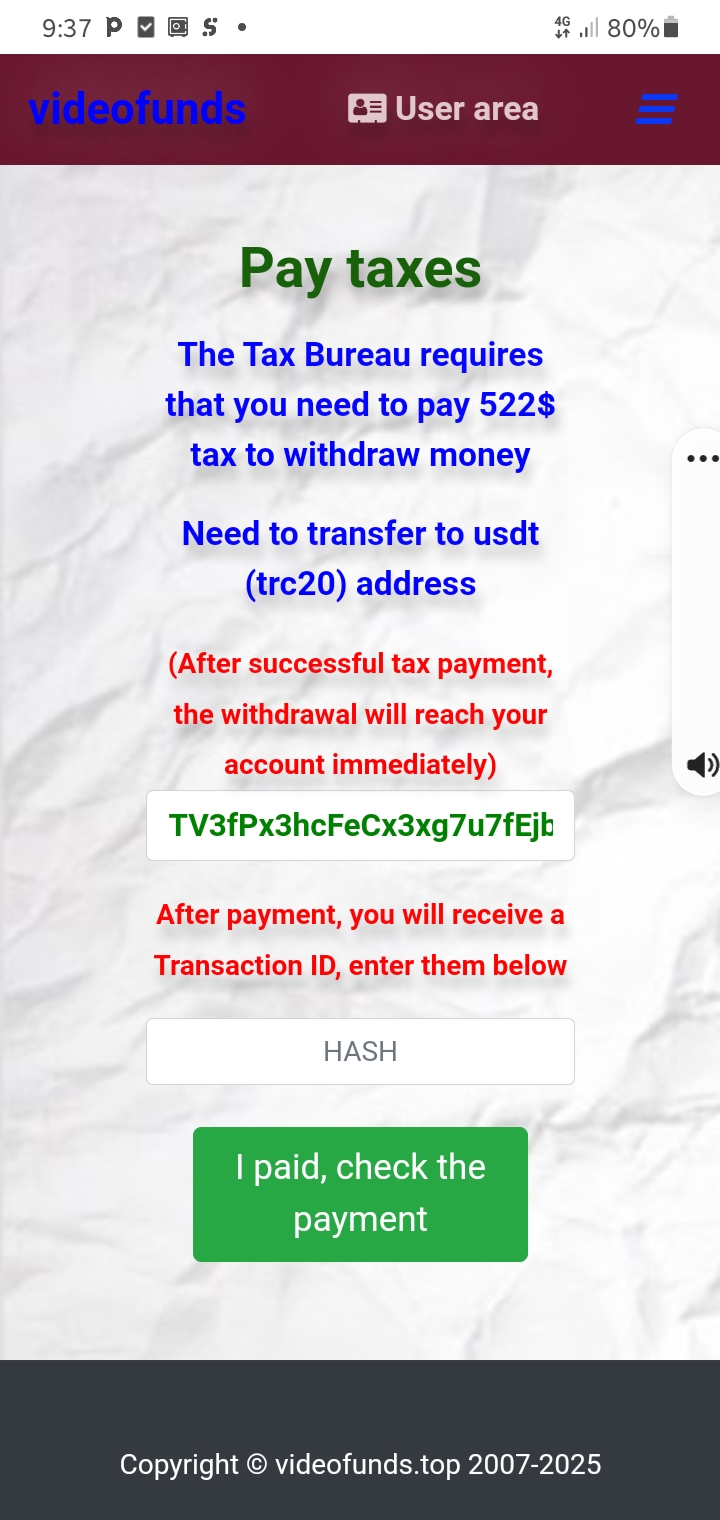 9:37
4G
80%
videofunds
User area
Pay taxes
The Tax Bureau requires
that you need to pay 522$
tax to withdraw money
Need to transfer to usdt
(trc20) address
(After successful tax payment,
the withdrawal will reach your
account immediately)
TV3fPx3hcFeCx3xg7u7fEjb
After payment, you will receive a
Transaction ID, enter them below
HASH
I paid, check the
payment
Copyright © videofunds.top 2007-2025